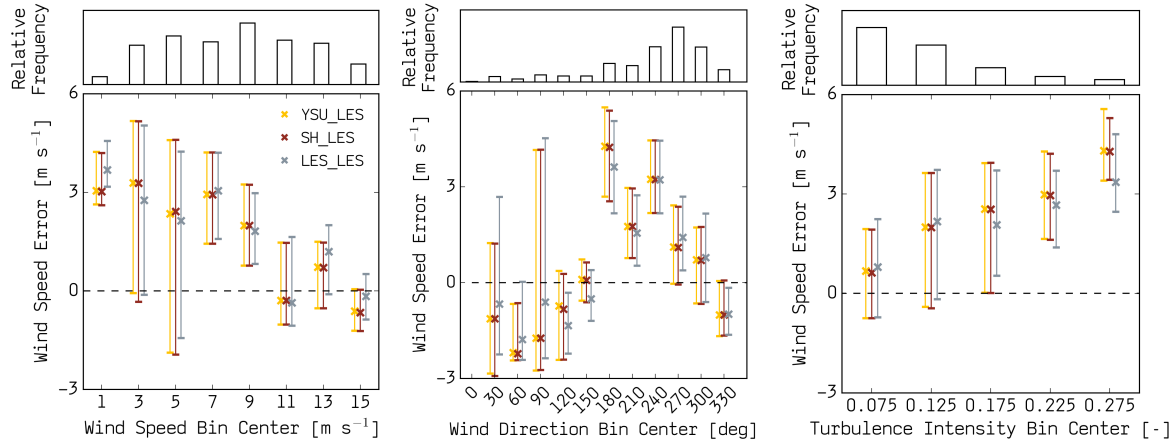 Relative
Frequency
6
3
0
−3
Wind Speed Error [m s⁻¹]
YSU_LES
SH_LES
LES_LES
1 3 5 7 9 11 13 15
Wind Speed Bin Center [m s⁻¹]
Relative
Frequency
6
3
0
−3
Wind Speed Error [m s⁻¹]
0 30 60 90 120 150 180 210 240 270 300 330
Wind Direction Bin Center [deg]
Relative
Frequency
6
3
0
−3
Wind Speed Error [m s⁻¹]
0.075 0.125 0.175 0.225 0.275
Turbulence Intensity Bin Center [-]